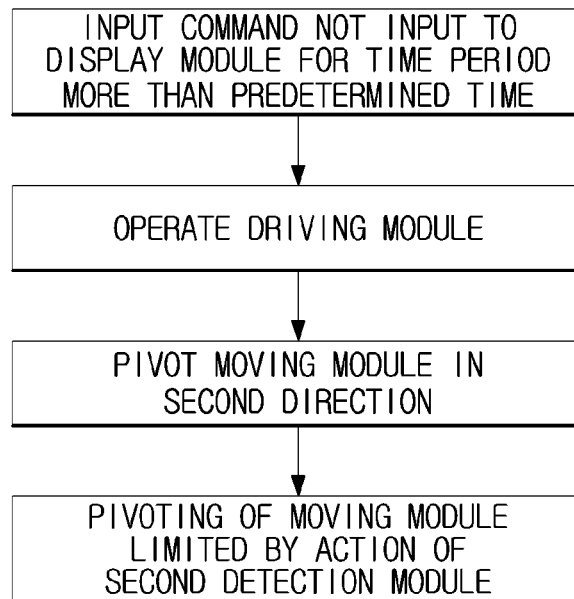 INPUT COMMAND NOT INPUT TO
DISPLAY MODULE FOR TIME PERIOD
MORE THAN PREDETERMINED TIME
OPERATE DRIVING MODULE
PIVOT MOVING MODULE IN
SECOND DIRECTION
PIVOTING OF MOVING MODULE
LIMITED BY ACTION OF
SECOND DETECTION MODULE